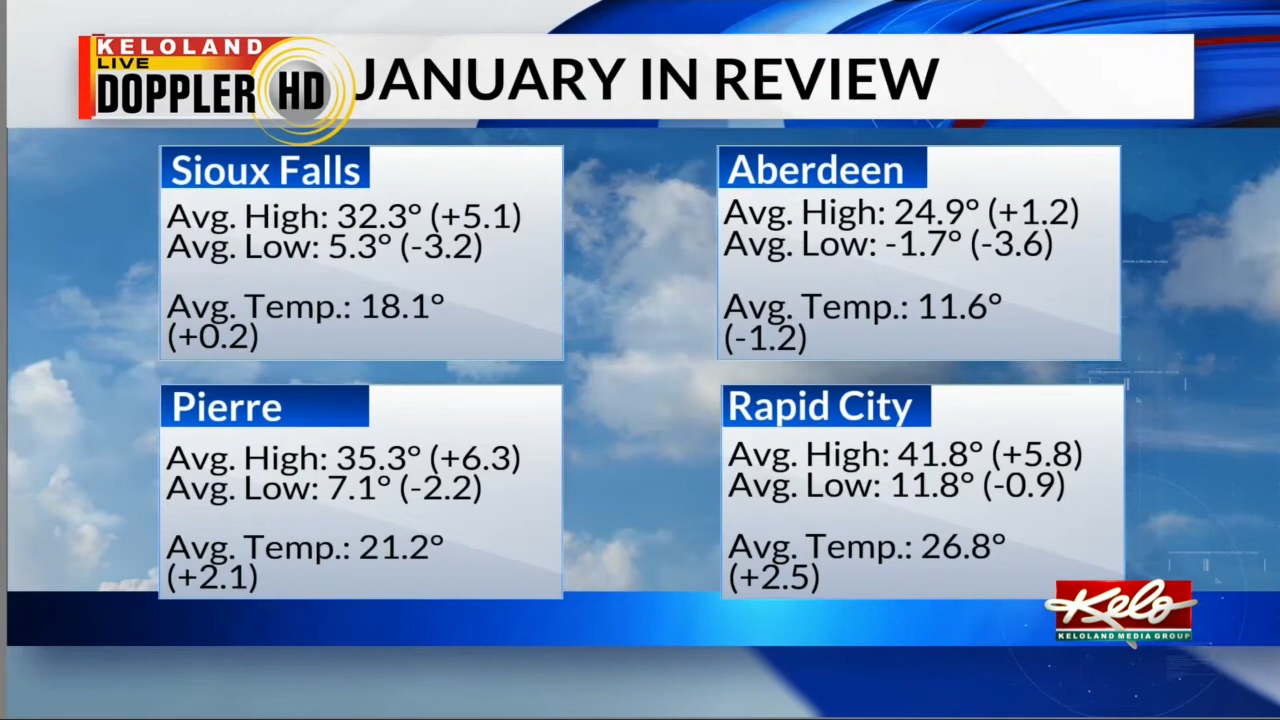 KELOLAND
LIVE
DOPPLER HD
JANUARY IN REVIEW
Sioux Falls
Avg. High: 32.3° (+5.1)
Avg. Low: 5.3° (-3.2)
Avg. Temp.: 18.1°
(+0.2)
Aberdeen
Avg. High: 24.9° (+1.2)
Avg. Low: -1.7° (-3.6)
Avg. Temp.: 11.6°
(-1.2)
Pierre
Avg. High: 35.3° (+6.3)
Avg. Low: 7.1° (-2.2)
Avg. Temp.: 21.2°
(+2.1)
Rapid City
Avg. High: 41.8° (+5.8)
Avg. Low: 11.8° (-0.9)
Avg. Temp.: 26.8°
(+2.5)
Kelo
KELOLAND MEDIA GROUP